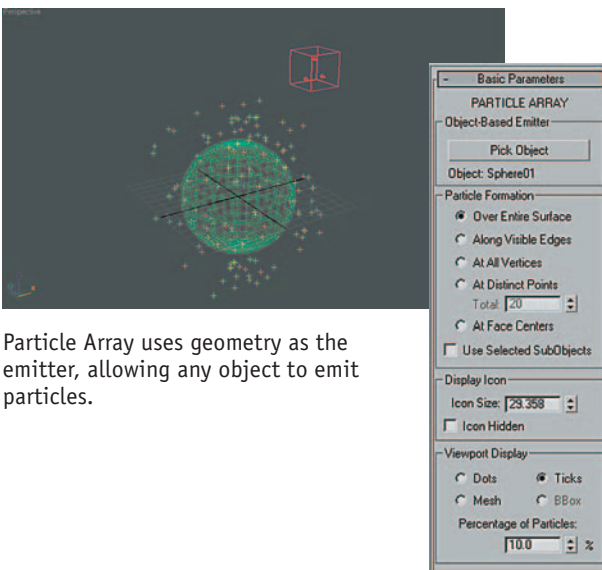 Perspective
- Basic Parameters
PARTICLE ARRAY
Object-Based Emitter
Pick Object
Object: Sphere01
Particle Formation
Over Entire Surface
Along Visible Edges
At All Vertices
At Distinct Points
Total: 20
At Face Centers
Use Selected SubObjects
Display Icon
Icon Size: 29.358
Icon Hidden
Viewport Display
Dots Ticks
Mesh BBox
Percentage of Particles:
10.0 %
Particle Array uses geometry as the
emitter, allowing any object to emit
particles.